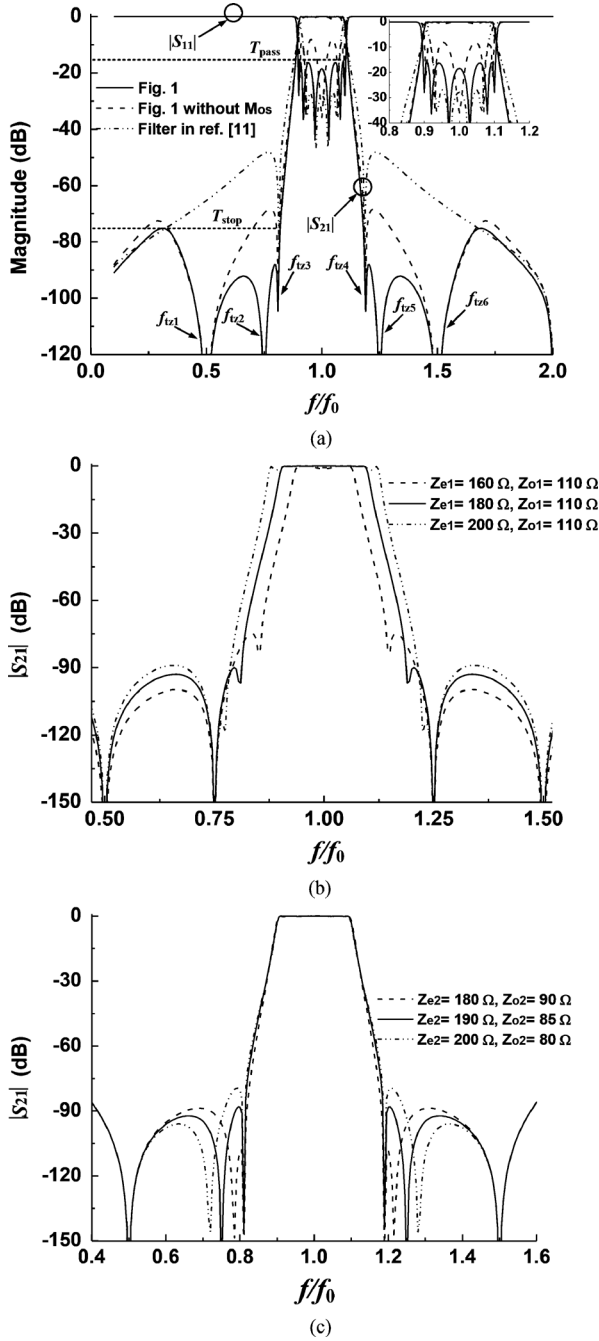 0
-20
-40
-60
-80
-100
-120
Magnitude (dB)
|S11|
Tpass
Fig. 1
Fig. 1 without Mos
Filter in ref. [11]
0
-10
-20
-30
-40
0.8 0.9 1.0 1.1 1.2
Tstop
|S21|
ftz1
ftz2
ftz3
ftz4
ftz5
ftz6
0.0 0.5 1.0 1.5 2.0
f/f0
(a)
0
-30
-60
-90
-120
-150
|S21| (dB)
Ze1= 160 Ω, Zo1= 110 Ω
Ze1= 180 Ω, Zo1= 110 Ω
Ze1= 200 Ω, Zo1= 110 Ω
0.50 0.75 1.00 1.25 1.50
f/f0
(b)
0
-30
-60
-90
-120
-150
|S21| (dB)
Ze2= 180 Ω, Zo2= 90 Ω
Ze2= 190 Ω, Zo2= 85 Ω
Ze2= 200 Ω, Zo2= 80 Ω
0.4 0.6 0.8 1.0 1.2 1.4 1.6
f/f0
(c)